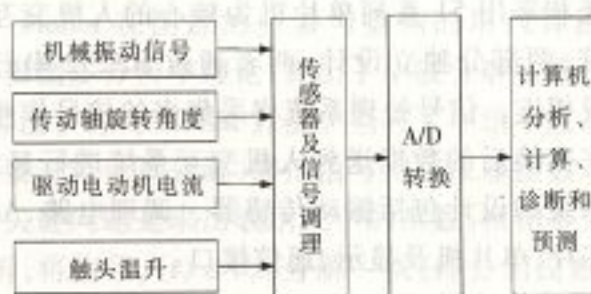 机械振动信号
传动轴旋转角度
驱动电动机电流
触头温升
传感器及信号调理
A/D
转换
计算机
分析、
计算、
诊断和
预测